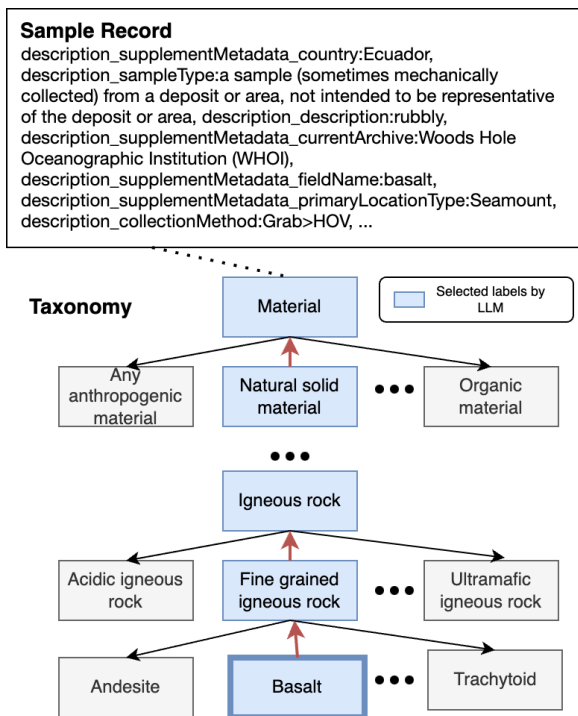 Sample Record
description_supplementMetadata_country:Ecuador,
description_sampleType:a sample (sometimes mechanically
collected) from a deposit or area, not intended to be representative
of the deposit or area, description_description:rubbly,
description_supplementMetadata_currentArchive:Woods Hole
Oceanographic Institution (WHOI),
description_supplementMetadata_fieldName:basalt,
description_supplementMetadata_primaryLocationType:Seamount,
description_collectionMethod:Grab>HOV, ...
Taxonomy
Material
Selected labels by
LLM
Any
anthropogenic
material
Natural solid
material
Organic
material
Igneous rock
Acidic igneous
rock
Fine grained
igneous rock
Ultramafic
igneous rock
Andesite
Basalt
Trachytoid